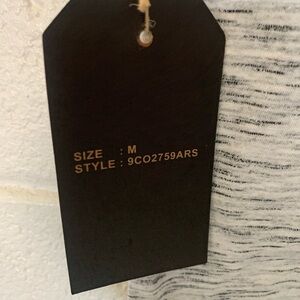 SIZE : M
STYLE : 9CO2759ARS